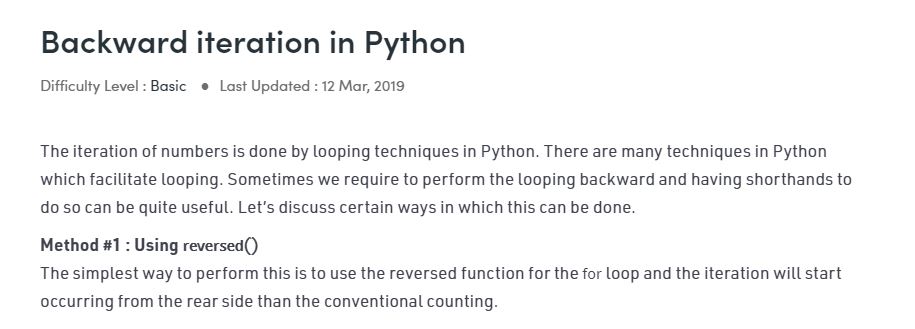 Backward iteration in Python
Difficulty Level : Basic ● Last Updated : 12 Mar, 2019
The iteration of numbers is done by looping techniques in Python. There are many techniques in Python
which facilitate looping. Sometimes we require to perform the looping backward and having shorthands to
do so can be quite useful. Let’s discuss certain ways in which this can be done.
Method #1 : Using reversed()
The simplest way to perform this is to use the reversed function for the for loop and the iteration will start
occurring from the rear side than the conventional counting.